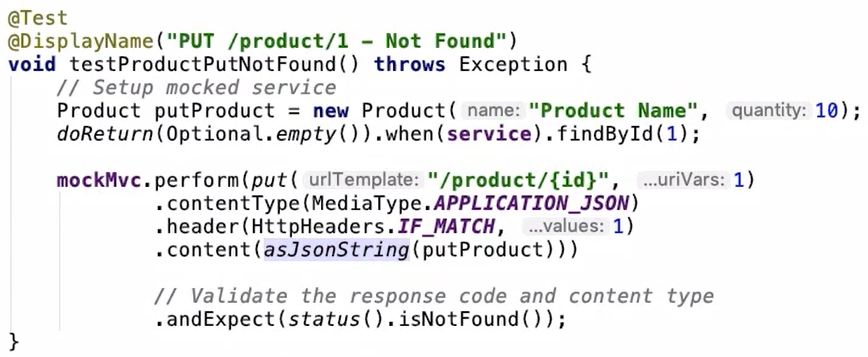 @Test
@DisplayName("PUT /product/1 - Not Found")
void testProductPutNotFound() throws Exception {
// Setup mocked service
Product putProduct = new Product( name: "Product Name", quantity: 10);
doReturn(Optional.empty()).when(service).findById(1);
mockMvc.perform(put( urlTemplate: "/product/{id}", ...uriVars: 1)
.contentType(MediaType.APPLICATION_JSON)
.header(HttpHeaders.IF_MATCH, ...values: 1)
.content(asJsonString(putProduct)))
// Validate the response code and content type
.andExpect(status().isNotFound());
}